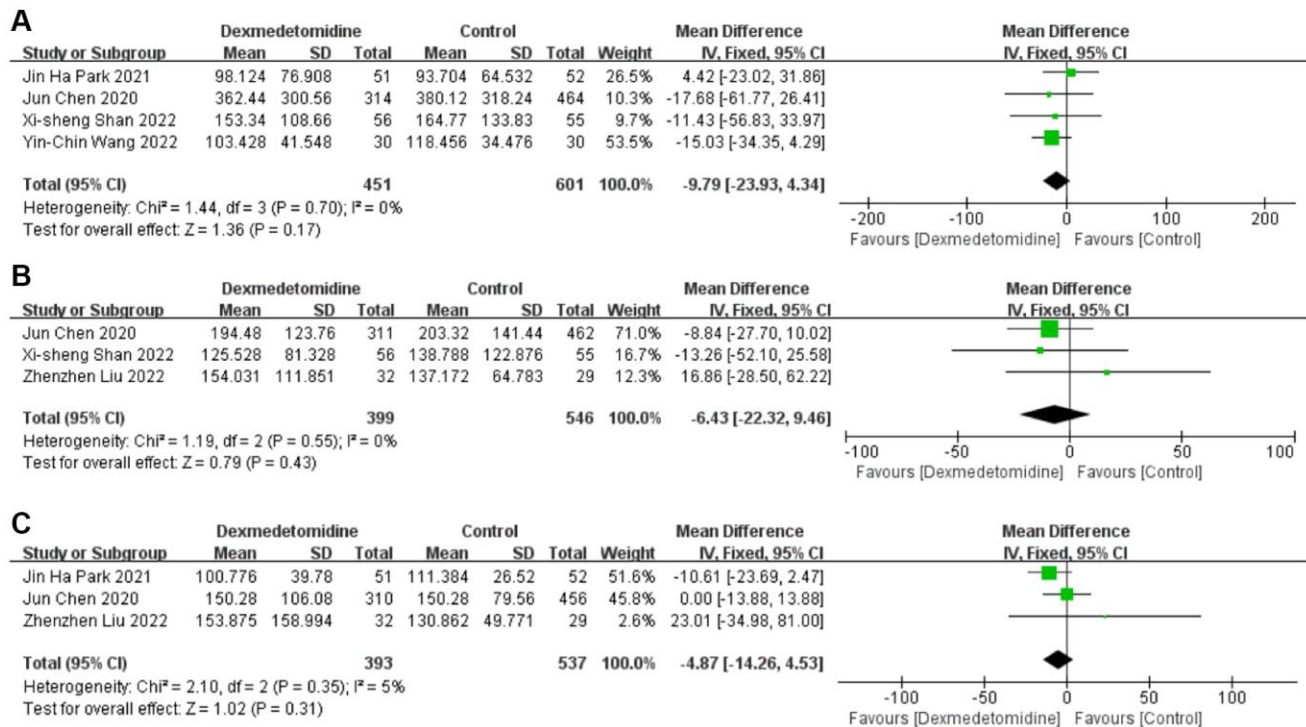 A
Dexmedetomidine Control Mean Difference Mean Difference
Study or Subgroup Mean SD Total Mean SD Total Weight IV, Fixed, 95% CI IV, Fixed, 95% CI
Jin Ha Park 2021 98.124 76.908 51 93.704 64.532 52 26.5% 4.42 [-23.02, 31.86]
Jun Chen 2020 362.44 300.56 314 380.12 318.24 464 10.3% -17.68 [-61.77, 26.41]
Xi-sheng Shan 2022 153.34 108.66 56 164.77 133.83 55 9.7% -11.43 [-56.83, 33.97]
Yin-Chin Wang 2022 103.428 41.548 30 118.456 34.476 30 53.5% -15.03 [-34.35, 4.29]
Total (95% CI) 451 601 100.0% -9.79 [-23.93, 4.34]
Heterogeneity: Chi² = 1.44, df = 3 (P = 0.70); I² = 0%
Test for overall effect: Z = 1.36 (P = 0.17)
-200 -100 0 100 200
Favours [Dexmedetomidine] Favours [Control]
B
Dexmedetomidine Control Mean Difference Mean Difference
Study or Subgroup Mean SD Total Mean SD Total Weight IV, Fixed, 95% CI IV, Fixed, 95% CI
Jun Chen 2020 194.48 123.76 311 203.32 141.44 462 71.0% -8.84 [-27.70, 10.02]
Xi-sheng Shan 2022 125.528 81.328 56 138.788 122.876 55 16.7% -13.26 [-52.10, 25.58]
Zhenzhen Liu 2022 154.031 111.851 32 137.172 64.783 29 12.3% 16.86 [-28.50, 62.22]
Total (95% CI) 399 546 100.0% -6.43 [-22.32, 9.46]
Heterogeneity: Chi² = 1.19, df = 2 (P = 0.55); I² = 0%
Test for overall effect: Z = 0.79 (P = 0.43)
-100 -50 0 50 100
Favours [Dexmedetomidine] Favours [Control]
C
Dexmedetomidine Control Mean Difference Mean Difference
Study or Subgroup Mean SD Total Mean SD Total Weight IV, Fixed, 95% CI IV, Fixed, 95% CI
Jin Ha Park 2021 100.776 39.78 51 111.384 26.52 52 51.6% -10.61 [-23.69, 2.47]
Jun Chen 2020 150.28 106.08 310 150.28 79.56 456 45.8% 0.00 [-13.88, 13.88]
Zhenzhen Liu 2022 153.875 158.994 32 130.862 49.771 29 2.6% 23.01 [-34.98, 81.00]
Total (95% CI) 393 537 100.0% -4.87 [-14.26, 4.53]
Heterogeneity: Chi² = 2.10, df = 2 (P = 0.35); I² = 5%
Test for overall effect: Z = 1.02 (P = 0.31)
-100 -50 0 50 100
Favours [Dexmedetomidine] Favours [Control]